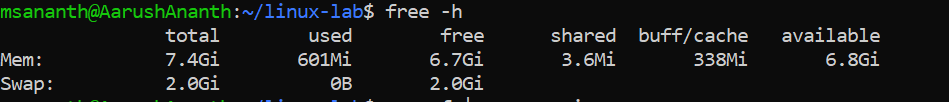 msananth@AarushAnanth:~/linux-lab$ free -h
total used free shared buff/cache available
Mem: 7.4Gi 601Mi 6.7Gi 3.6Mi 338Mi 6.8Gi
Swap: 2.0Gi 0B 2.0Gi